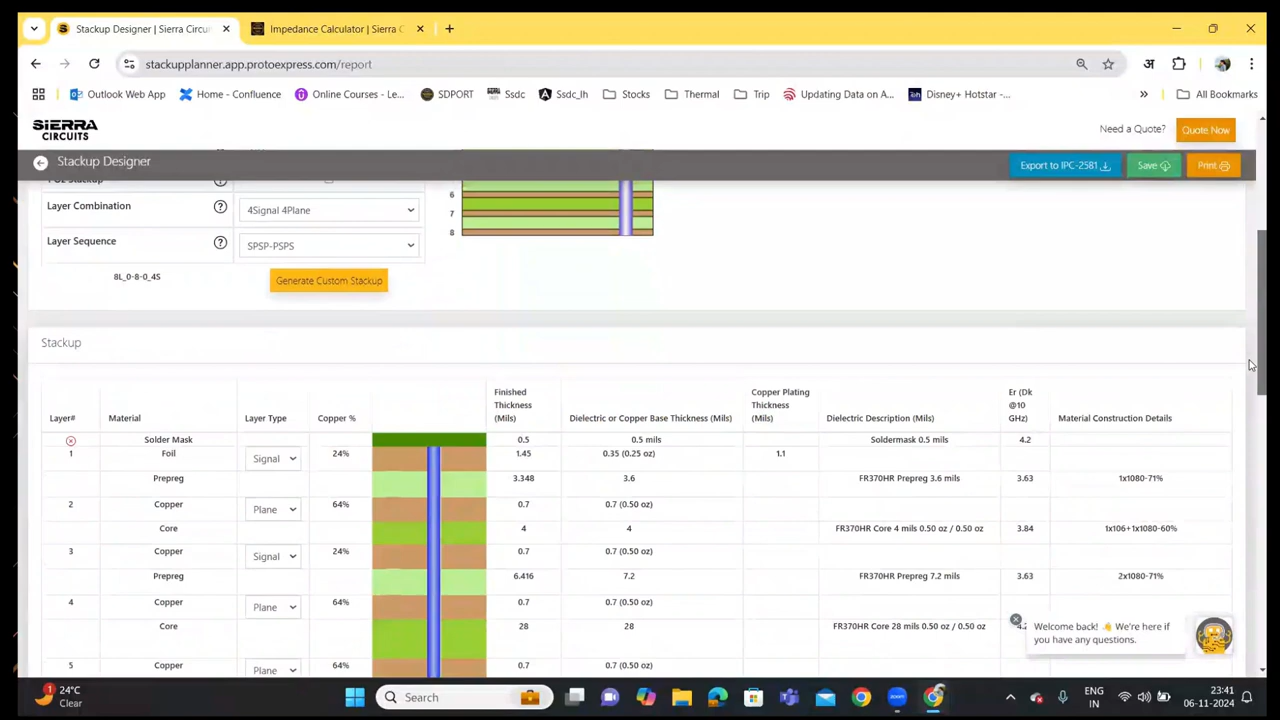 Stackup Designer | Sierra Circu
Impedance Calculator | Sierra C
stackupplanner.app.protoexpress.com/report
अ
Outlook Web App
Home - Confluence
Online Courses - Le...
SDPORT
Ssdc
Ssdc_lh
Stocks
Thermal
Trip
Updating Data on A...
Disney+ Hotstar -...
All Bookmarks
SIERRA
CIRCUITS
Need a Quote?
Quote Now
Stackup Designer
Export to IPC-2581
Save
Print
6
Layer Combination
?
4Signal 4Plane
7
8
Layer Sequence
?
SPSP-PSPS
8L_0-8-0_4S
Generate Custom Stackup
Stackup
Layer# Material Layer Type Copper % Finished Thickness (Mils) Dielectric or Copper Base Thickness (Mils) Copper Plating Thickness (Mils) Dielectric Description (Mils) Er (Dk @10 GHz) Material Construction Details
Solder Mask 0.5 0.5 mils Soldermask 0.5 mils 4.2
1 Foil Signal 24% 1.45 0.35 (0.25 oz) 1.1
Prepreg 3.348 3.6 FR370HR Prepreg 3.6 mils 3.63 1x1080-71%
2 Copper Plane 64% 0.7 0.7 (0.50 oz)
Core 4 4 FR370HR Core 4 mils 0.50 oz / 0.50 oz 3.84 1x106+1x1080-60%
3 Copper Signal 24% 0.7 0.7 (0.50 oz)
Prepreg 6.416 7.2 FR370HR Prepreg 7.2 mils 3.63 2x1080-71%
4 Copper Plane 64% 0.7 0.7 (0.50 oz)
Core 28 28 FR370HR Core 28 mils 0.50 oz / 0.50 oz
5 Copper Plane 64% 0.7 0.7 (0.50 oz)
Welcome back! 👋 We're here if
you have any questions.
1
24°C
Clear
Search
zoom
ENG
IN
23:41
06-11-2024